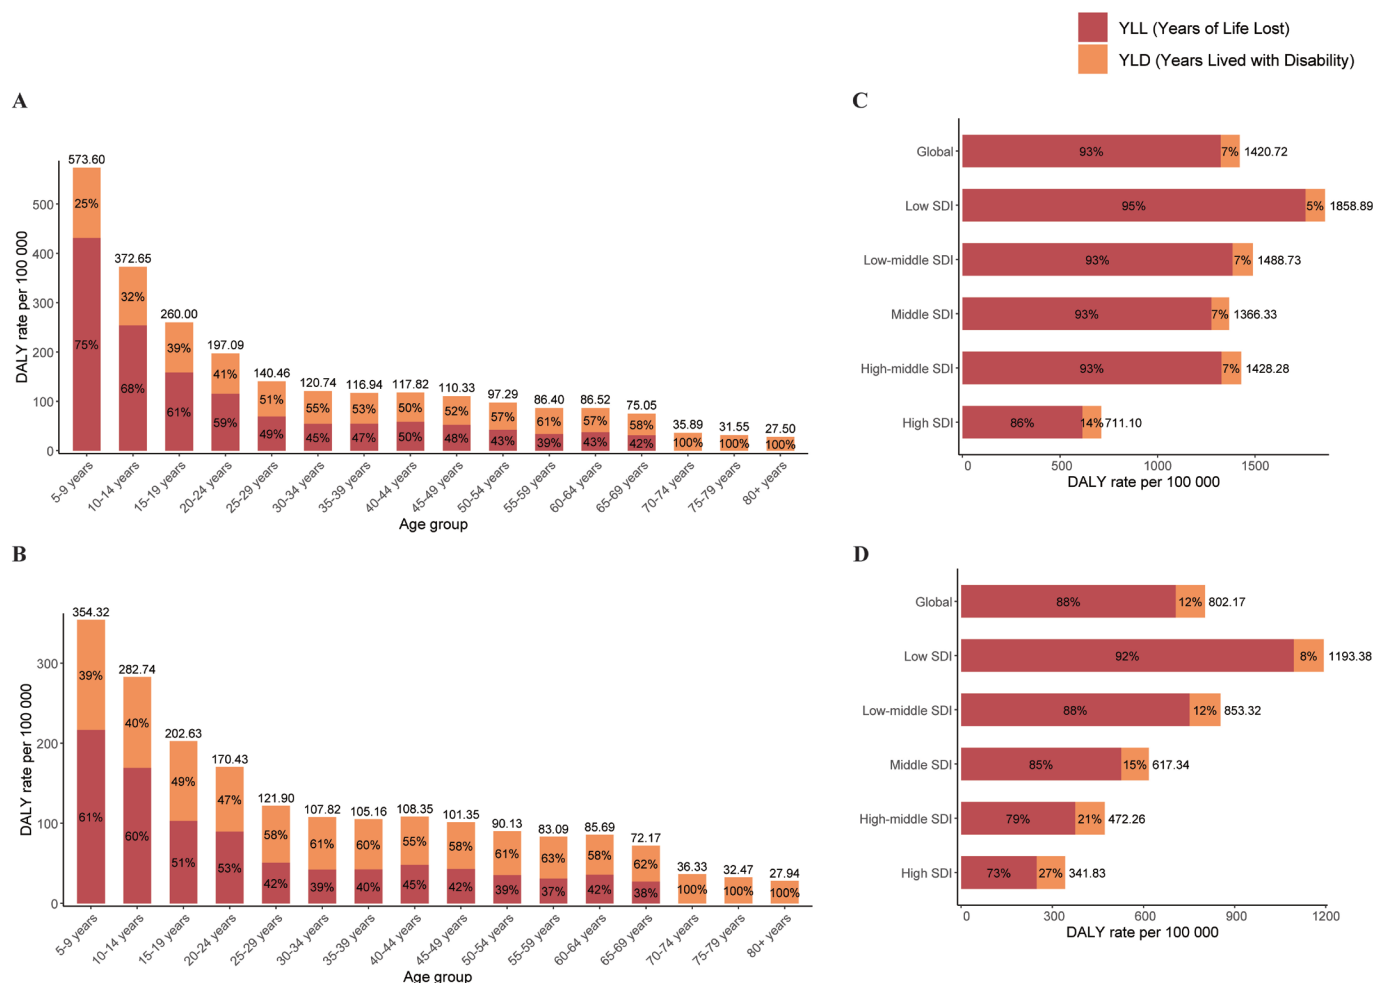 YLL (Years of Life Lost)
YLD (Years Lived with Disability)
A
DALY rate per 100 000
0
100
200
300
400
500
573.60
25%
75%
372.65
32%
68%
260.00
39%
61%
197.09
41%
59%
140.46
51%
49%
120.74
55%
45%
116.94
53%
47%
117.82
50%
50%
110.33
52%
48%
97.29
57%
43%
86.40
61%
39%
86.52
57%
43%
75.05
58%
42%
35.89
100%
31.55
100%
27.50
100%
5-9 years
10-14 years
15-19 years
20-24 years
25-29 years
30-34 years
35-39 years
40-44 years
45-49 years
50-54 years
55-59 years
60-64 years
65-69 years
70-74 years
75-79 years
80+ years
Age group
C
Global 93% 7% 1420.72
Low SDI 95% 5% 1858.89
Low-middle SDI 93% 7% 1488.73
Middle SDI 93% 7% 1366.33
High-middle SDI 93% 7% 1428.28
High SDI 86% 14% 711.10
0 500 1000 1500
DALY rate per 100 000
B
DALY rate per 100 000
0
100
200
300
354.32
39%
61%
282.74
40%
60%
202.63
49%
51%
170.43
47%
53%
121.90
58%
42%
107.82
61%
39%
105.16
60%
40%
108.35
55%
45%
101.35
58%
42%
90.13
61%
39%
83.09
63%
37%
85.69
58%
42%
72.17
62%
38%
36.33
100%
32.47
100%
27.94
100%
5-9 years
10-14 years
15-19 years
20-24 years
25-29 years
30-34 years
35-39 years
40-44 years
45-49 years
50-54 years
55-59 years
60-64 years
65-69 years
70-74 years
75-79 years
80+ years
Age group
D
Global 88% 12% 802.17
Low SDI 92% 8% 1193.38
Low-middle SDI 88% 12% 853.32
Middle SDI 85% 15% 617.34
High-middle SDI 79% 21% 472.26
High SDI 73% 27% 341.83
0 300 600 900 1200
DALY rate per 100 000